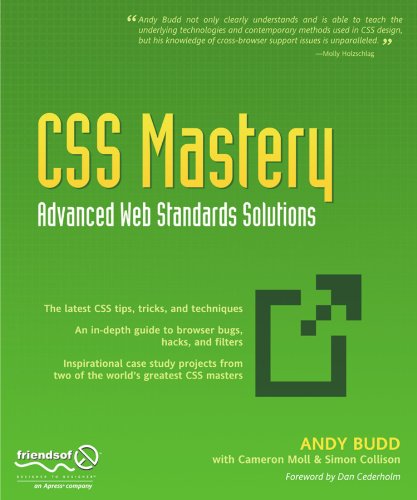 “Andy Budd not only clearly understands and is able to teach the
underlying technologies and contemporary methods used in CSS design,
but his knowledge of cross-browser support issues is unparalleled.”
—Molly Holzschlag
CSS Mastery
Advanced Web Standards Solutions
The latest CSS tips, tricks, and techniques
An in-depth guide to browser bugs,
hacks, and filters
Inspirational case study projects from
two of the world's greatest CSS masters
ANDY BUDD
with Cameron Moll & Simon Collison
Foreword by Dan Cederholm
friendsof
DESIGNER TO DESIGNER™
an Apress® company